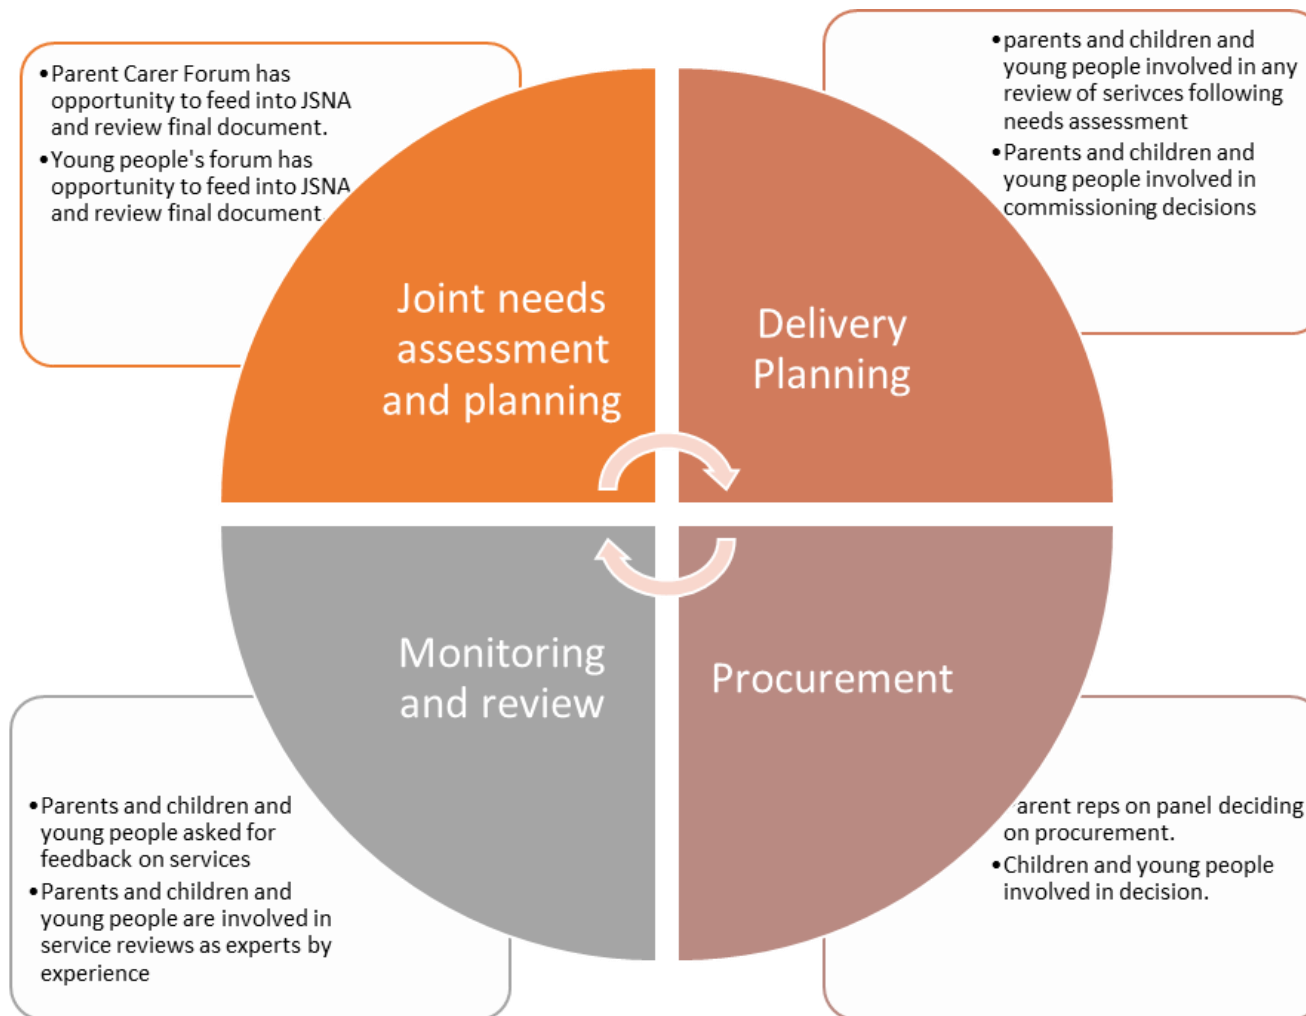 •Parent Carer Forum has
opportunity to feed into JSNA
and review final document.
•Young people's forum has
opportunity to feed into JSNA
and review final document.
•parents and children and
young people involved in any
review of serivces following
needs assessment
•Parents and children and
young people involved in
commissioning decisions
Joint needs
assessment
and planning
Delivery
Planning
Monitoring
and review
Procurement
•Parents and children and
young people asked for
feedback on services
•Parents and children and
young people are involved in
service reviews as experts by
experience
Parent reps on panel deciding
on procurement.
•Children and young people
involved in decision.